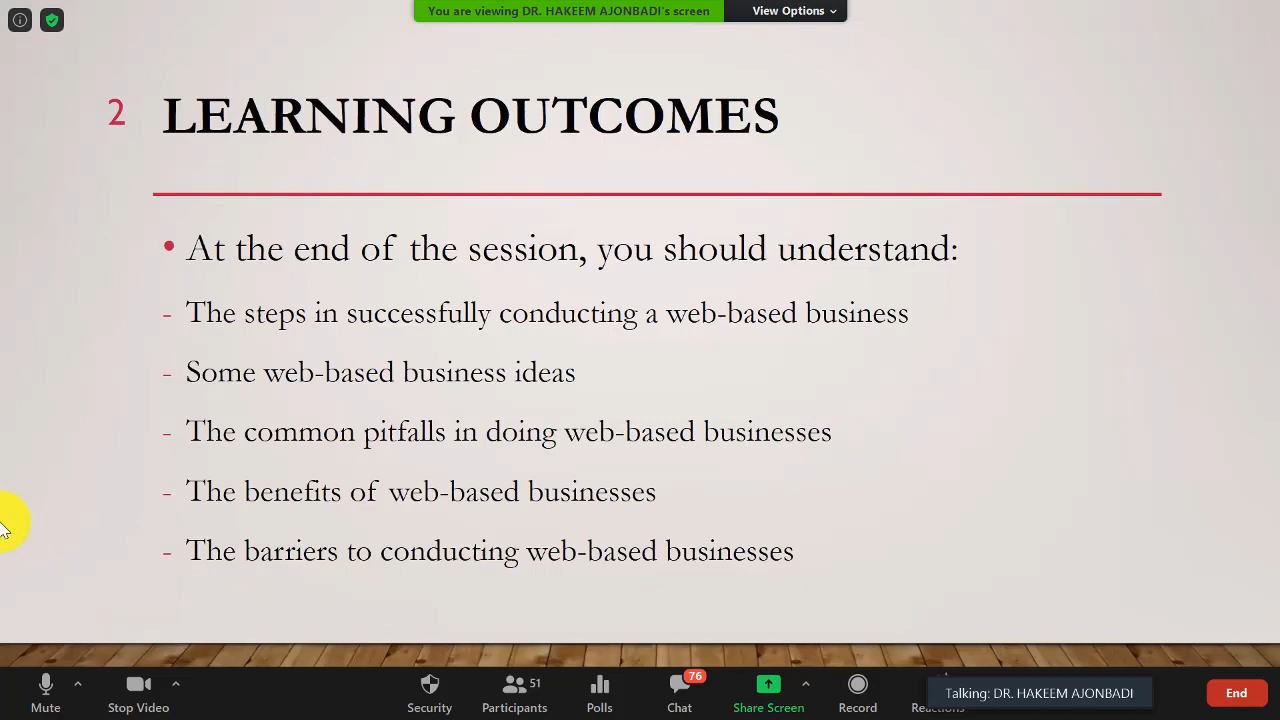 You are viewing DR. HAKEEM AJONBADI's screen
View Options
2
LEARNING OUTCOMES
• At the end of the session, you should understand:
- The steps in successfully conducting a web-based business
- Some web-based business ideas
- The common pitfalls in doing web-based businesses
- The benefits of web-based businesses
- The barriers to conducting web-based businesses
Mute
Stop Video
Security
51
Participants
Polls
76
Chat
Share Screen
Record
Reactions
Talking: DR. HAKEEM AJONBADI
End